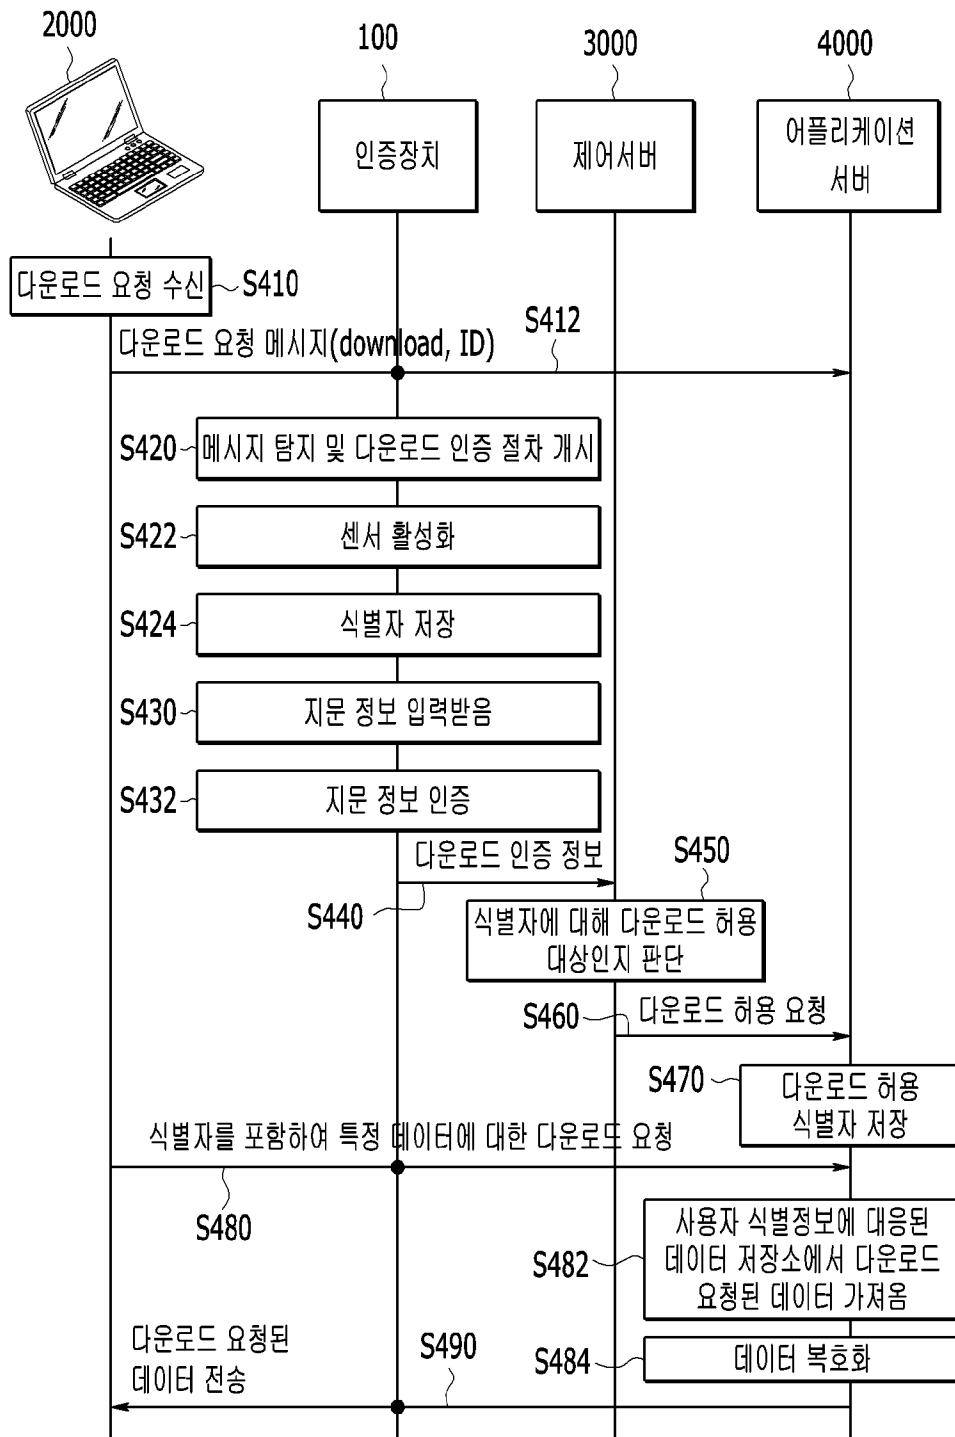 2000
100
3000
4000
인증장치
제어서버
어플리케이션
서버
다운로드 요청 수신
S410
다운로드 요청 메시지(download, ID)
S412
S420
메시지 탐지 및 다운로드 인증 절차 개시
S422
센서 활성화
S424
식별자 저장
S430
지문 정보 입력받음
S432
지문 정보 인증
다운로드 인증 정보
S440
S450
식별자에 대해 다운로드 허용
대상인지 판단
S460
다운로드 허용 요청
S470
다운로드 허용
식별자 저장
식별자를 포함하여 특정 데이터에 대한 다운로드 요청
S480
S482
사용자 식별정보에 대응된
데이터 저장소에서 다운로드
요청된 데이터 가져옴
S484
데이터 복호화
다운로드 요청된
데이터 전송
S490